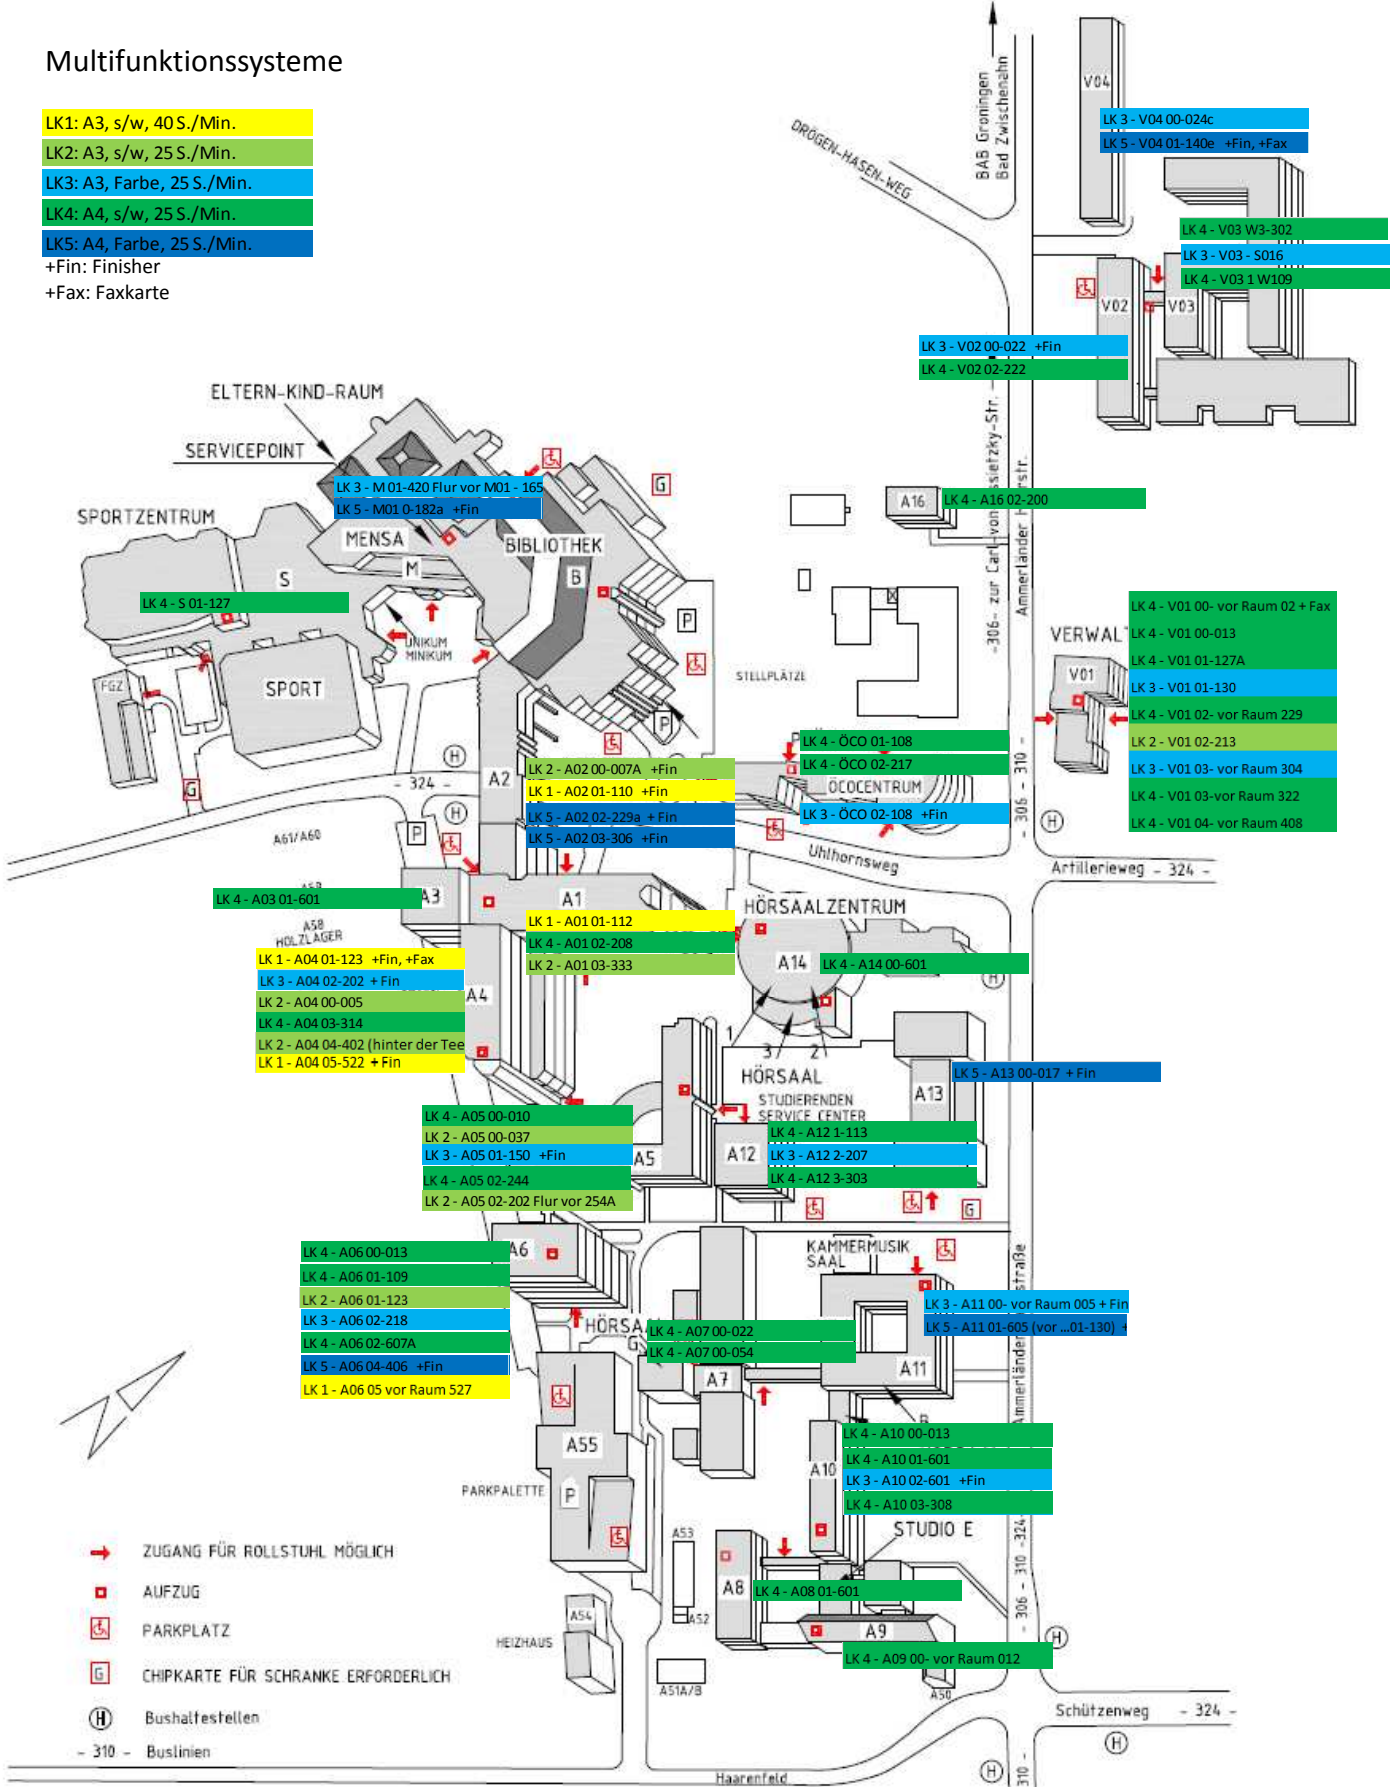 Multifunktionssysteme
LK1: A3, s/w, 40 S./Min.
LK2: A3, s/w, 25 S./Min.
LK3: A3, Farbe, 25 S./Min.
LK4: A4, s/w, 25 S./Min.
LK5: A4, Farbe, 25 S./Min.
+Fin: Finisher
+Fax: Faxkarte
BAB Groningen
Bad Zwischenahn
DRÖGEN-HASEN-WEG
V04
LK 3 - V04 00-024c
LK 5 - V04 01-140e +Fin, +Fax
LK 4 - V03 W3-302
LK 3 - V03 - S016
LK 4 - V03 1 W109
V02
V03
LK 3 - V02 00-022 +Fin
LK 4 - V02 02-222
-306- zur Carl-von-Ossietzky-Str.
Ammerländer Heerstr.
ELTERN-KIND-RAUM
SERVICEPOINT
LK 3 - M 01-420 Flur vor M01 - 165
LK 5 - M01 0-182a +Fin
G
A16
LK 4 - A16 02-200
SPORTZENTRUM
MENSA
M
BIBLIOTHEK
B
S
LK 4 - S 01-127
UNIKUM
MINIKUM
P
FGZ
SPORT
STELLPLÄTZE
P
G
LK 4 - V01 00- vor Raum 02 + Fax
LK 4 - V01 00-013
LK 4 - V01 01-127A
LK 3 - V01 01-130
LK 4 - V01 02- vor Raum 229
LK 2 - V01 02-213
LK 3 - V01 03- vor Raum 304
LK 4 - V01 03-vor Raum 322
LK 4 - V01 04- vor Raum 408
VERWAL
V01
- 306 - 310 -
H
H
- 324 -
H
A2
LK 2 - A02 00-007A +Fin
LK 1 - A02 01-110 +Fin
LK 5 - A02 02-229a + Fin
LK 5 - A02 03-306 + Fin
LK 4 - ÖCO 01-108
LK 4 - ÖCO 02-217
ÖCOCENTRUM
LK 3 - ÖCO 02-108 +Fin
Uhlhornsweg
Artillerieweg - 324 -
A61/A60
P
A59
A58
HOLZLAGER
LK 4 - A03 01-601
A3
A1
LK 1 - A01 01-112
LK 4 - A01 02-208
LK 2 - A01 03-333
HÖRSAALZENTRUM
A14
LK 4 - A14 00-601
H
LK 1 - A04 01-123 +Fin, +Fax
LK 3 - A04 02-202 + Fin
LK 2 - A04 00-005
LK 4 - A04 03-314
LK 2 - A04 04-402 (hinter der Tee
LK 1 - A04 05-522 + Fin
A4
1
3
2
HÖRSAAL
STUDIERENDEN
SERVICE CENTER
A13
LK 5 - A13 00-017 + Fin
LK 4 - A05 00-010
LK 2 - A05 00-037
LK 3 - A05 01-150 +Fin
LK 4 - A05 02-244
LK 2 - A05 02-202 Flur vor 254A
A5
A12
LK 4 - A12 1-113
LK 3 - A12 2-207
LK 4 - A12 3-303
G
A6
LK 4 - A06 00-013
LK 4 - A06 01-109
LK 2 - A06 01-123
LK 3 - A06 02-218
LK 4 - A06 02-607A
LK 5 - A06 04-406 +Fin
LK 1 - A06 05 vor Raum 527
KAMMERMUSIK
SAAL
LK 3 - A11 00- vor Raum 005 + Fin
LK 5 - A11 01-605 (vor ...01-130) +
A11
HÖRSA
G
LK 4 - A07 00-022
LK 4 - A07 00-054
A7
A55
P
PARKPALETTE
A10
LK 4 - A10 00-013
LK 4 - A10 01-601
LK 3 - A10 02-601 +Fin
LK 4 - A10 03-308
STUDIO E
A53
A52
A8
LK 4 - A08 01-601
A9
LK 4 - A09 00- vor Raum 012
A50
A54
HEIZHAUS
A51A/B
- 306 - 310 -324-
H
Schützenweg - 324 -
H
H
310 -
Haarenfeld
ZUGANG FÜR ROLLSTUHL MÖGLICH
AUFZUG
PARKPLATZ
G CHIPKARTE FÜR SCHRANKE ERFORDERLICH
H Bushaltestellen
- 310 - Buslinien